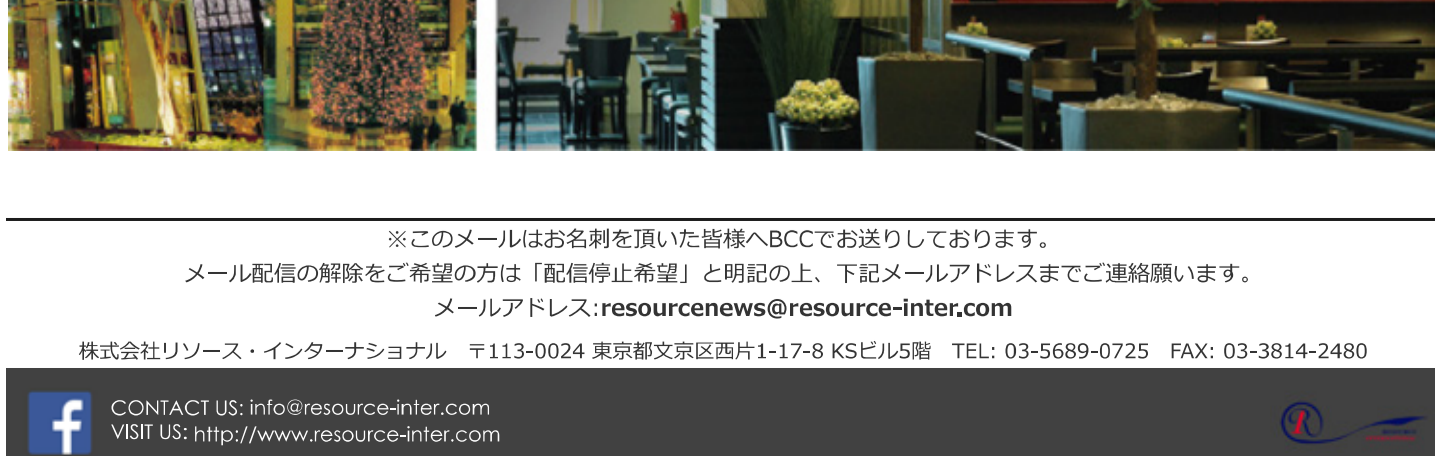 ※このメールはお名刺を頂いた皆様へBCCでお送りしております。
メール配信の解除をご希望の方は「配信停止希望」と明記の上、下記メールアドレスまでご連絡願います。
メールアドレス:resourcenews@resource-inter.com
株式会社リソース・インターナショナル　〒113-0024 東京都文京区西片1-17-8 KSビル5階　TEL: 03-5689-0725　FAX: 03-3814-2480
CONTACT US: info@resource-inter.com
VISIT US: http://www.resource-inter.com
R